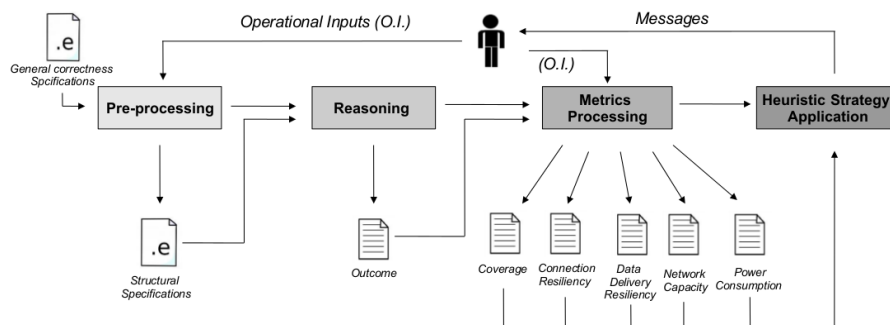 Operational Inputs (O.I.)
Messages
.e
(O.I.)
General correctness
Spcifications
Pre-processing
Reasoning
Metrics
Processing
Heuristic Strategy
Application
.e
Structural
Specifications
Outcome
Coverage
Connection
Resiliency
Data
Delivery
Resiliency
Network
Capacity
Power
Consumption